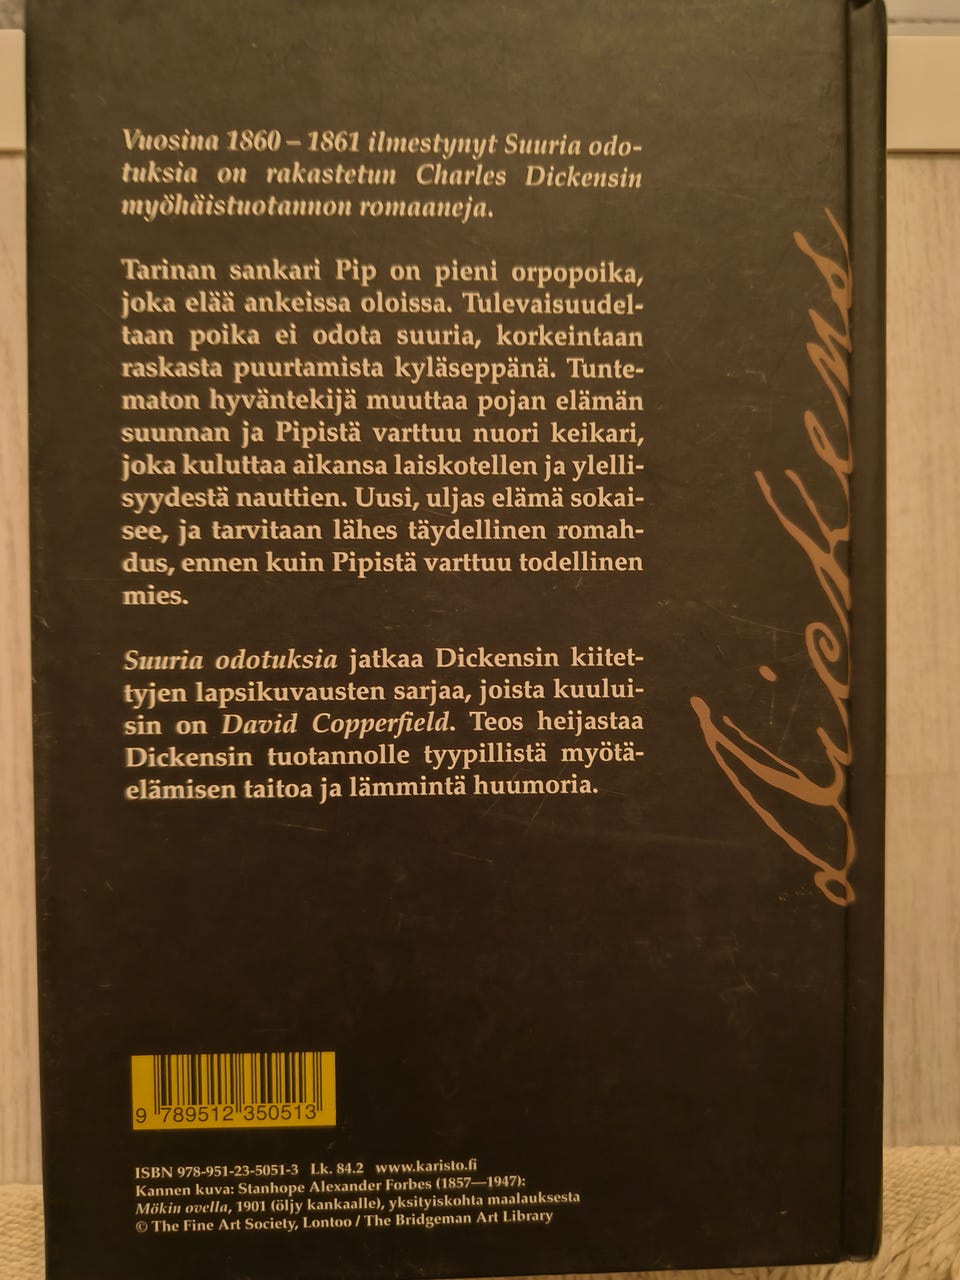 Vuosina 1860 – 1861 ilmestynyt Suuria odo-
tuksia on rakastetun Charles Dickensin
myöhäistuotannon romaaneja.
Tarinan sankari Pip on pieni orpopoika,
joka elää ankeissa oloissa. Tulevaisuudel-
taan poika ei odota suuria, korkeintaan
raskasta puurtamista kyläseppänä. Tunte-
maton hyväntekijä muuttaa pojan elämän
suunnan ja Pipistä varttuu nuori keikari,
joka kuluttaa aikansa laiskotellen ja ylelli-
syydestä nauttien. Uusi, uljas elämä sokai-
see, ja tarvitaan lähes täydellinen romah-
dus, ennen kuin Pipistä varttuu todellinen
mies.
Suuria odotuksia jatkaa Dickensin kiitet-
tyjen lapsikuvausten sarjaa, joista kuului-
sin on David Copperfield. Teos heijastaa
Dickensin tuotannolle tyypillistä myötä-
elämisen taitoa ja lämmintä huumoria.
dickens
9 789512 350513
ISBN 978-951-23-5051-3 Lk. 84.2 www.karisto.fi
Kannen kuva: Stanhope Alexander Forbes (1857—1947):
Mökin ovella, 1901 (öljy kankaalle), yksityiskohta maalauksesta
© The Fine Art Society, Lontoo / The Bridgeman Art Library